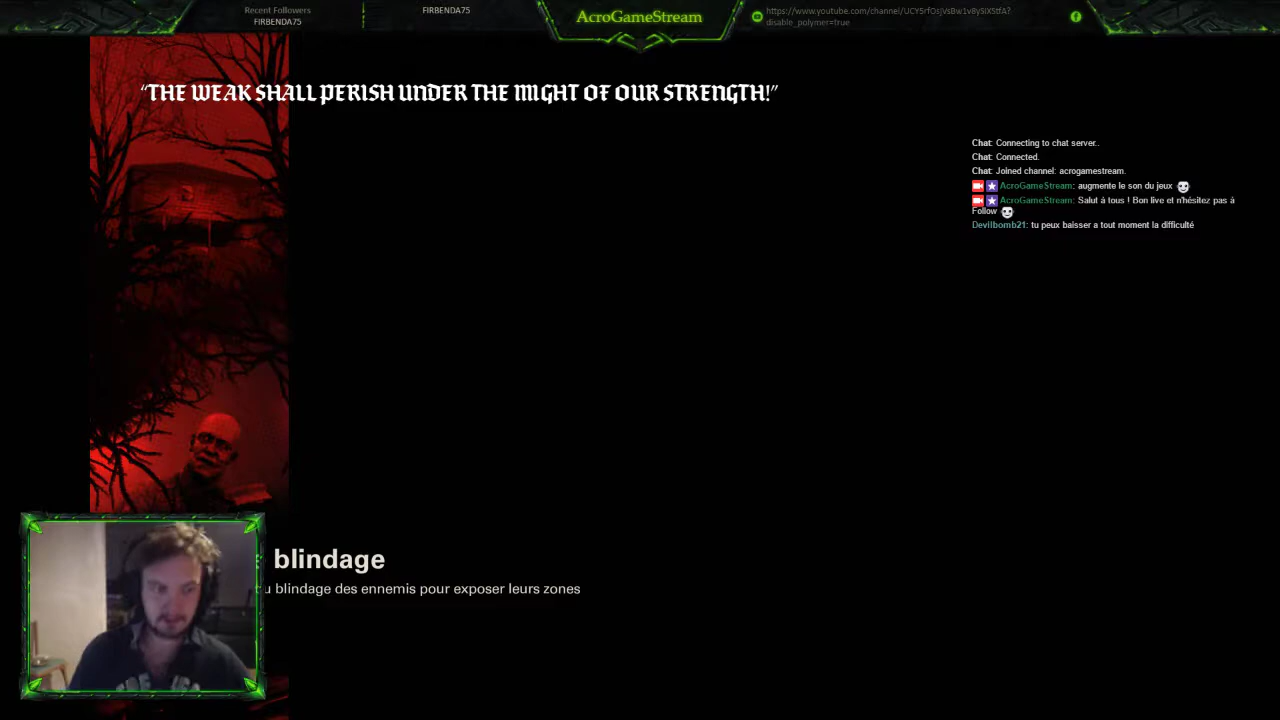 Recent Followers
FIRBENDA75
FIRBENDA75
AcroGameStream
https://www.youtube.com/channel/UCY5rfOsjVsBw1v8y9iX5tfA?
disable_polymer=true
“THE WEAK SHALL PERISH UNDER THE MIGHT OF OUR STRENGTH!”
Chat: Connecting to chat server..
Chat: Connected.
Chat: Joined channel: acrogamestream.
AcroGameStream: augmente le son du jeux
AcroGameStream: Salut à tous ! Bon live et n'hésitez pas à
Follow
Devilbomb21: tu peux baisser a tout moment la difficulté
blindage
u blindage des ennemis pour exposer leurs zones